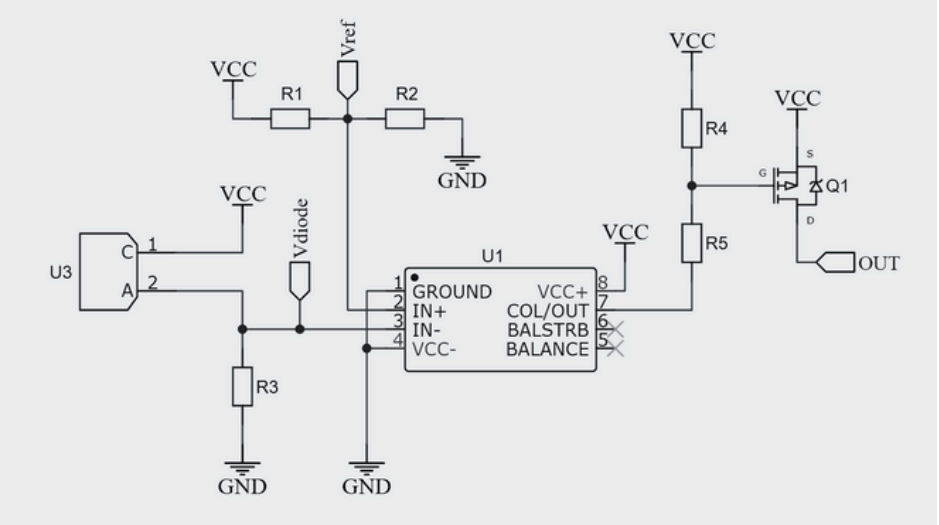 Vref
VCC
R1
R2
GND
VCC
R4
VCC
S
G
Q1
D
R5
OUT
VCC
Vdiode
U3
C
1
A
2
R3
GND
GND
U1
VCC
1
GROUND
VCC+
8
2
IN+
COL/OUT
7
3
IN-
BALSTRB
6
4
VCC-
BALANCE
5